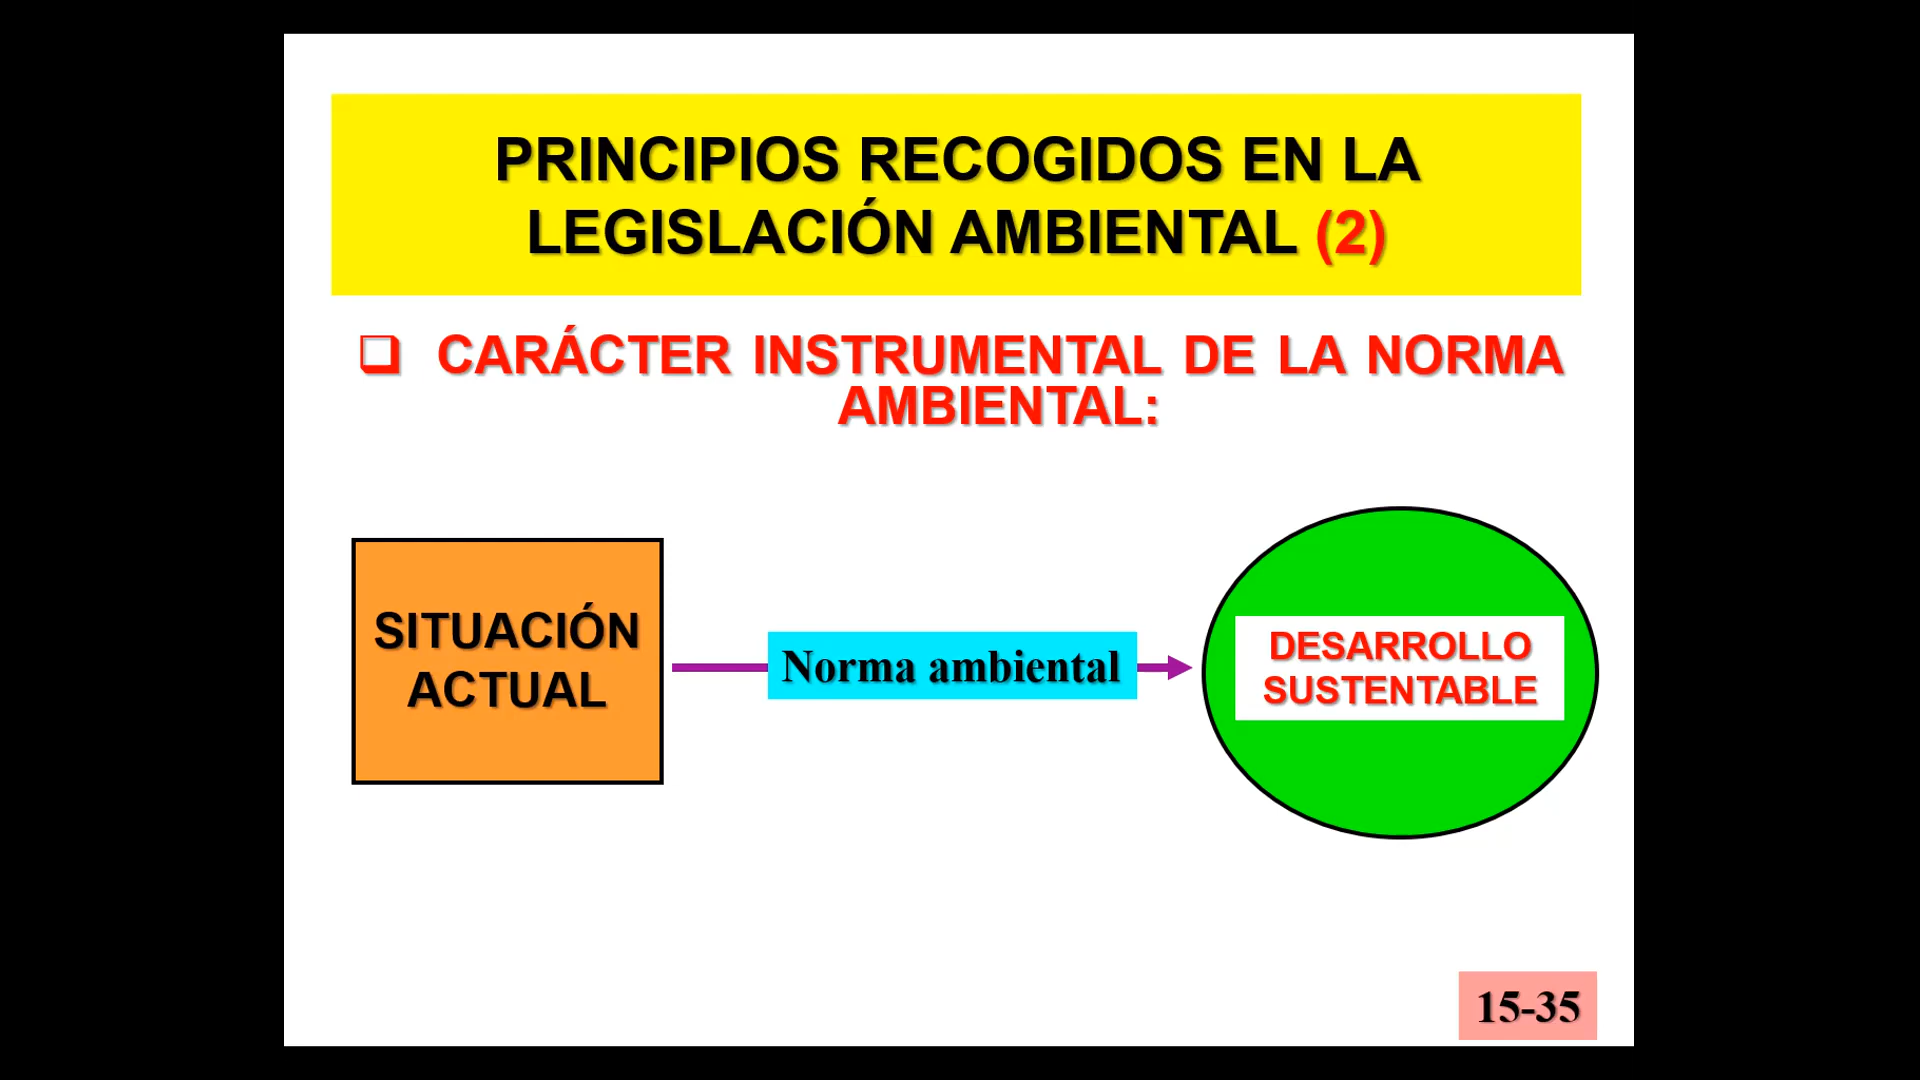 PRINCIPIOS RECOGIDOS EN LA
LEGISLACIÓN AMBIENTAL (2)
❑ CARÁCTER INSTRUMENTAL DE LA NORMA
AMBIENTAL:
SITUACIÓN
ACTUAL
Norma ambiental
DESARROLLO
SUSTENTABLE
15-35